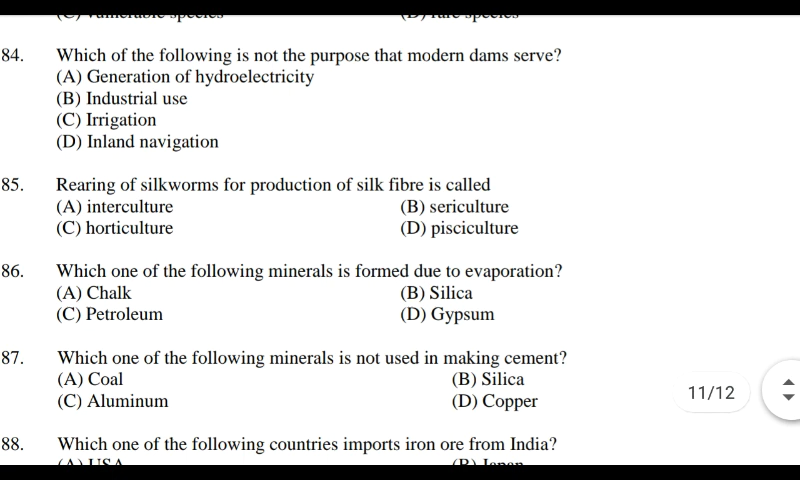 84. Which of the following is not the purpose that modern dams serve?
(A) Generation of hydroelectricity
(B) Industrial use
(C) Irrigation
(D) Inland navigation
85. Rearing of silkworms for production of silk fibre is called
(A) interculture (B) sericulture
(C) horticulture (D) pisciculture
86. Which one of the following minerals is formed due to evaporation?
(A) Chalk (B) Silica
(C) Petroleum (D) Gypsum
87. Which one of the following minerals is not used in making cement?
(A) Coal (B) Silica
(C) Aluminum (D) Copper
11/12
88. Which one of the following countries imports iron ore from India?